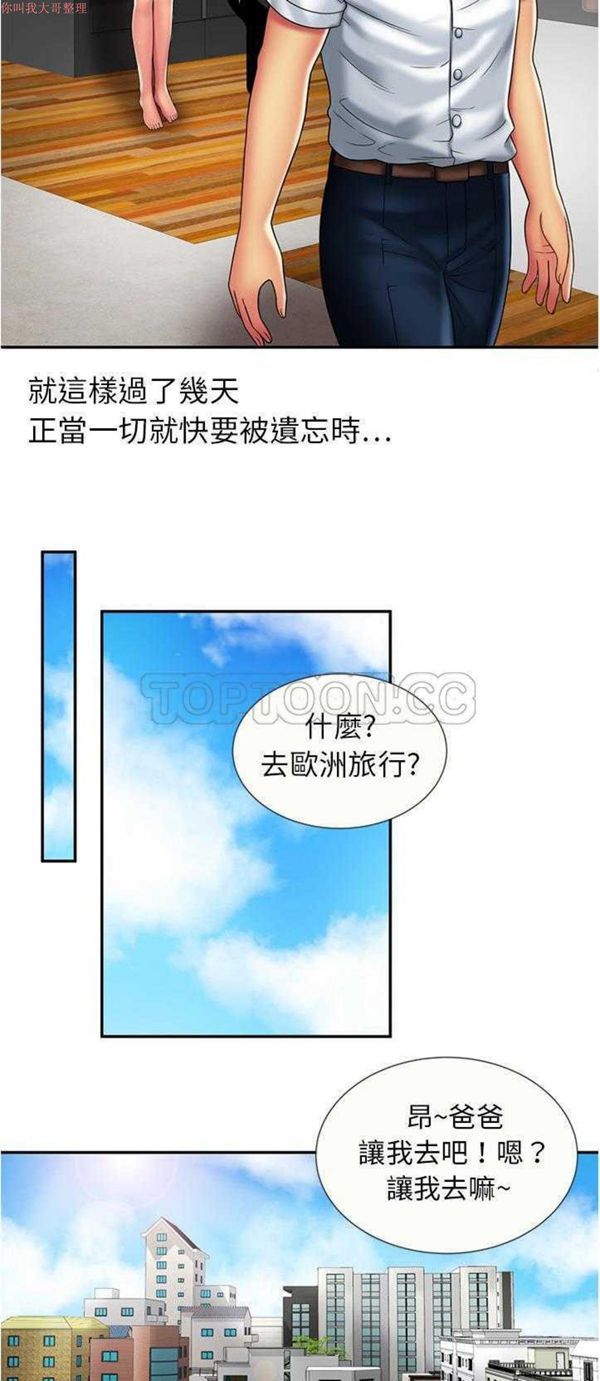 你叫我大哥整理
就這樣過了幾天
正當一切就快要被遺忘時...
TOPTOON.CC
什麼?
去歐洲旅行?
昂~爸爸
讓我去吧！嗯？
讓我去嘛~